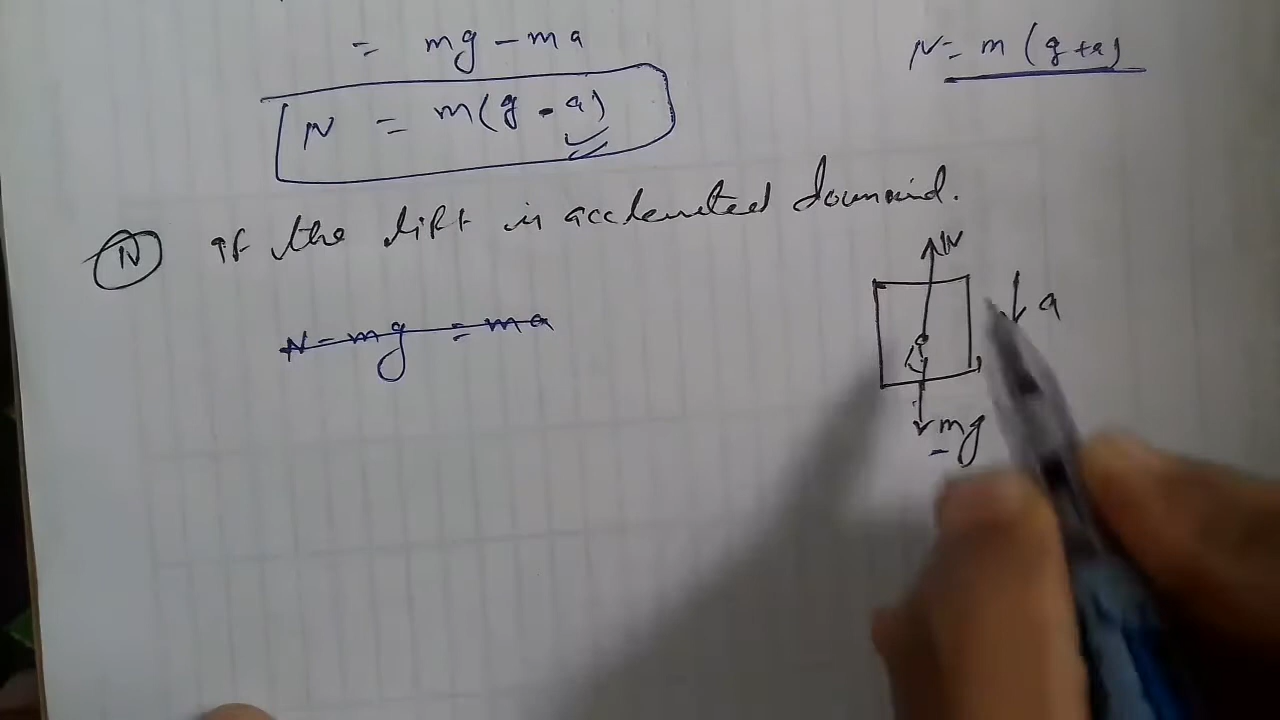 = mg - ma
N = m(g+a)
N = m(g - a)
IV If the lift is accelerated downward.
N - mg = ma
N
a
mg